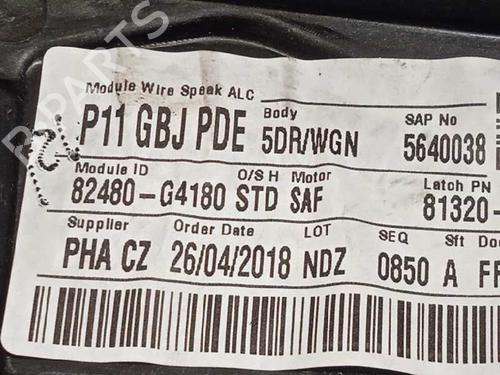 Module Wire Speak ALC
P11 GBJ PDE Body 5DR/WGN SAP No 5640038
Module ID O/S H Motor Latch PN
82480-G4180 STD SAF 81320
Supplier Order Date LOT SEQ Sft
PHA CZ 26/04/2018 NDZ 0850 A